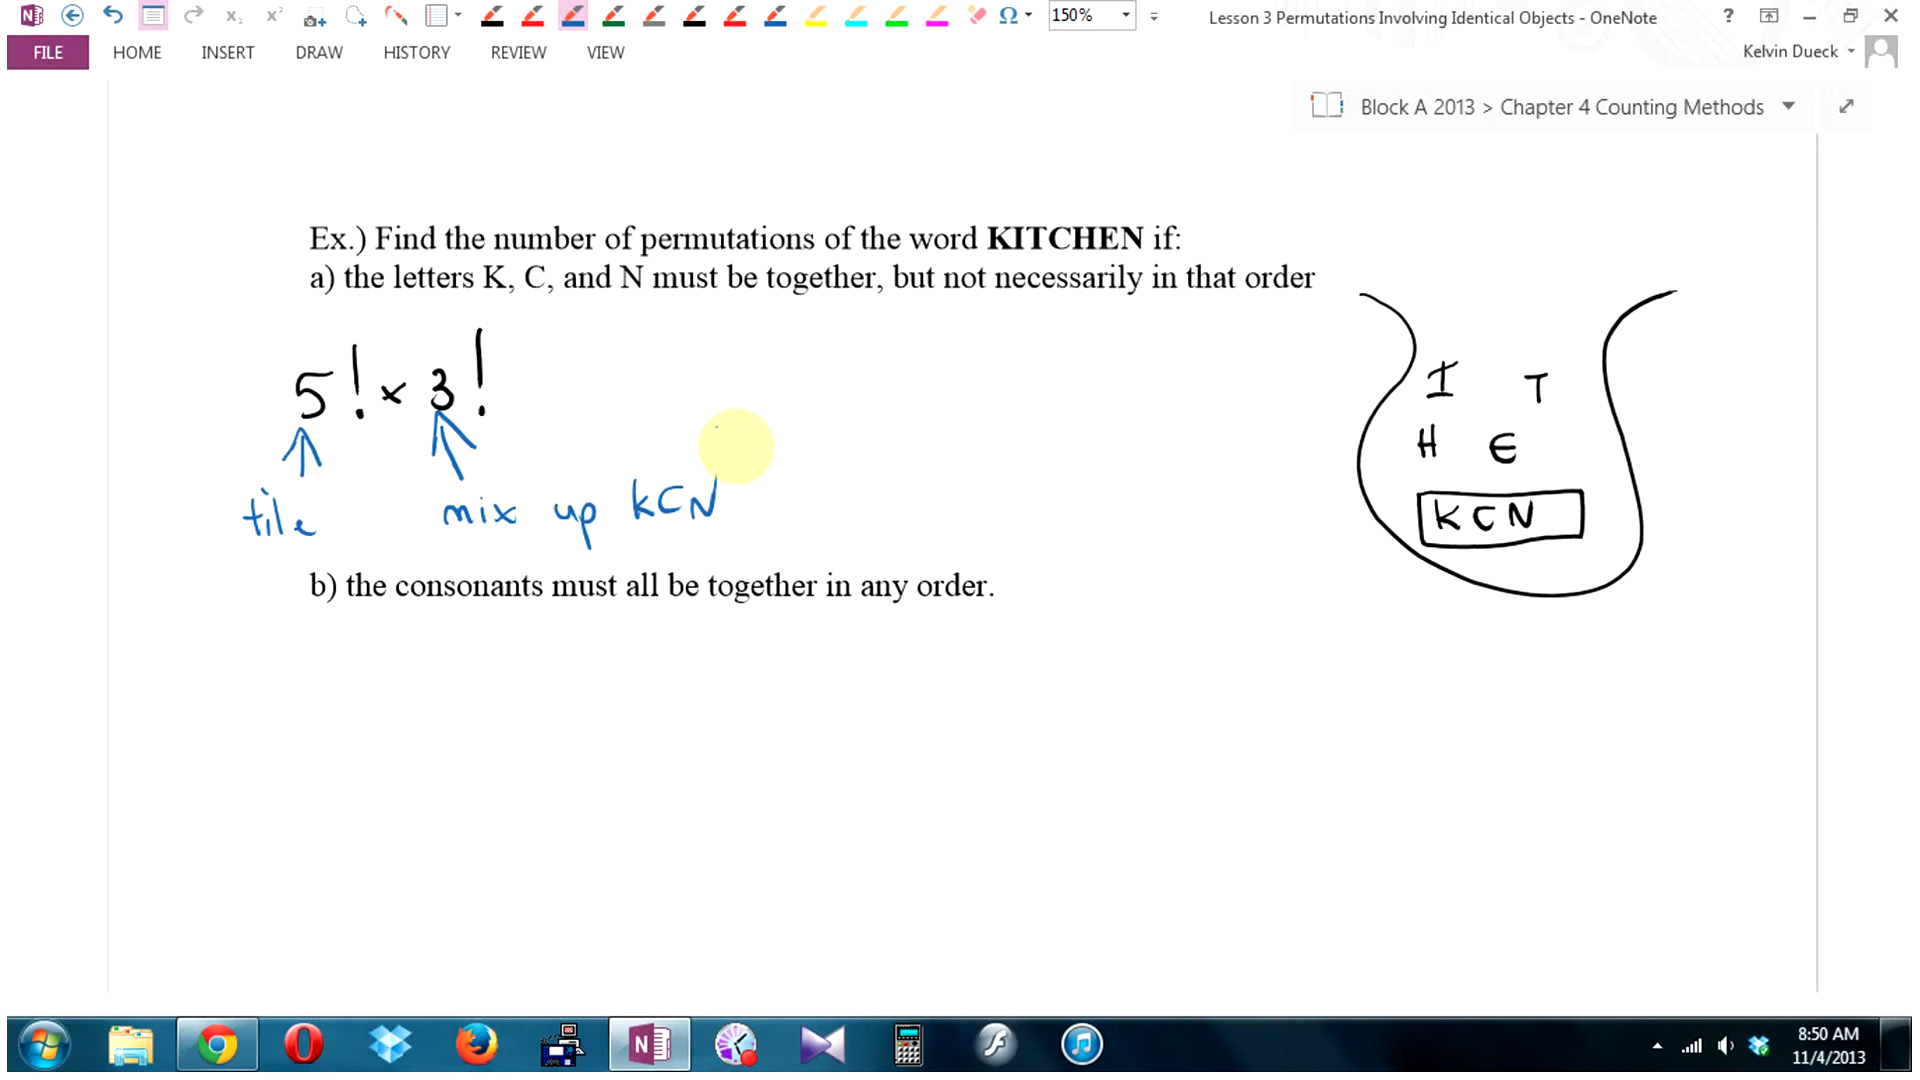 150%
Lesson 3 Permutations Involving Identical Objects - OneNote
?
FILE HOME INSERT DRAW HISTORY REVIEW VIEW
Kelvin Dueck
Block A 2013 > Chapter 4 Counting Methods
Ex.) Find the number of permutations of the word KITCHEN if:
a) the letters K, C, and N must be together, but not necessarily in that order
5! × 3!
tile
mix up KCN
I T
H E
KCN
b) the consonants must all be together in any order.
8:50 AM
11/4/2013